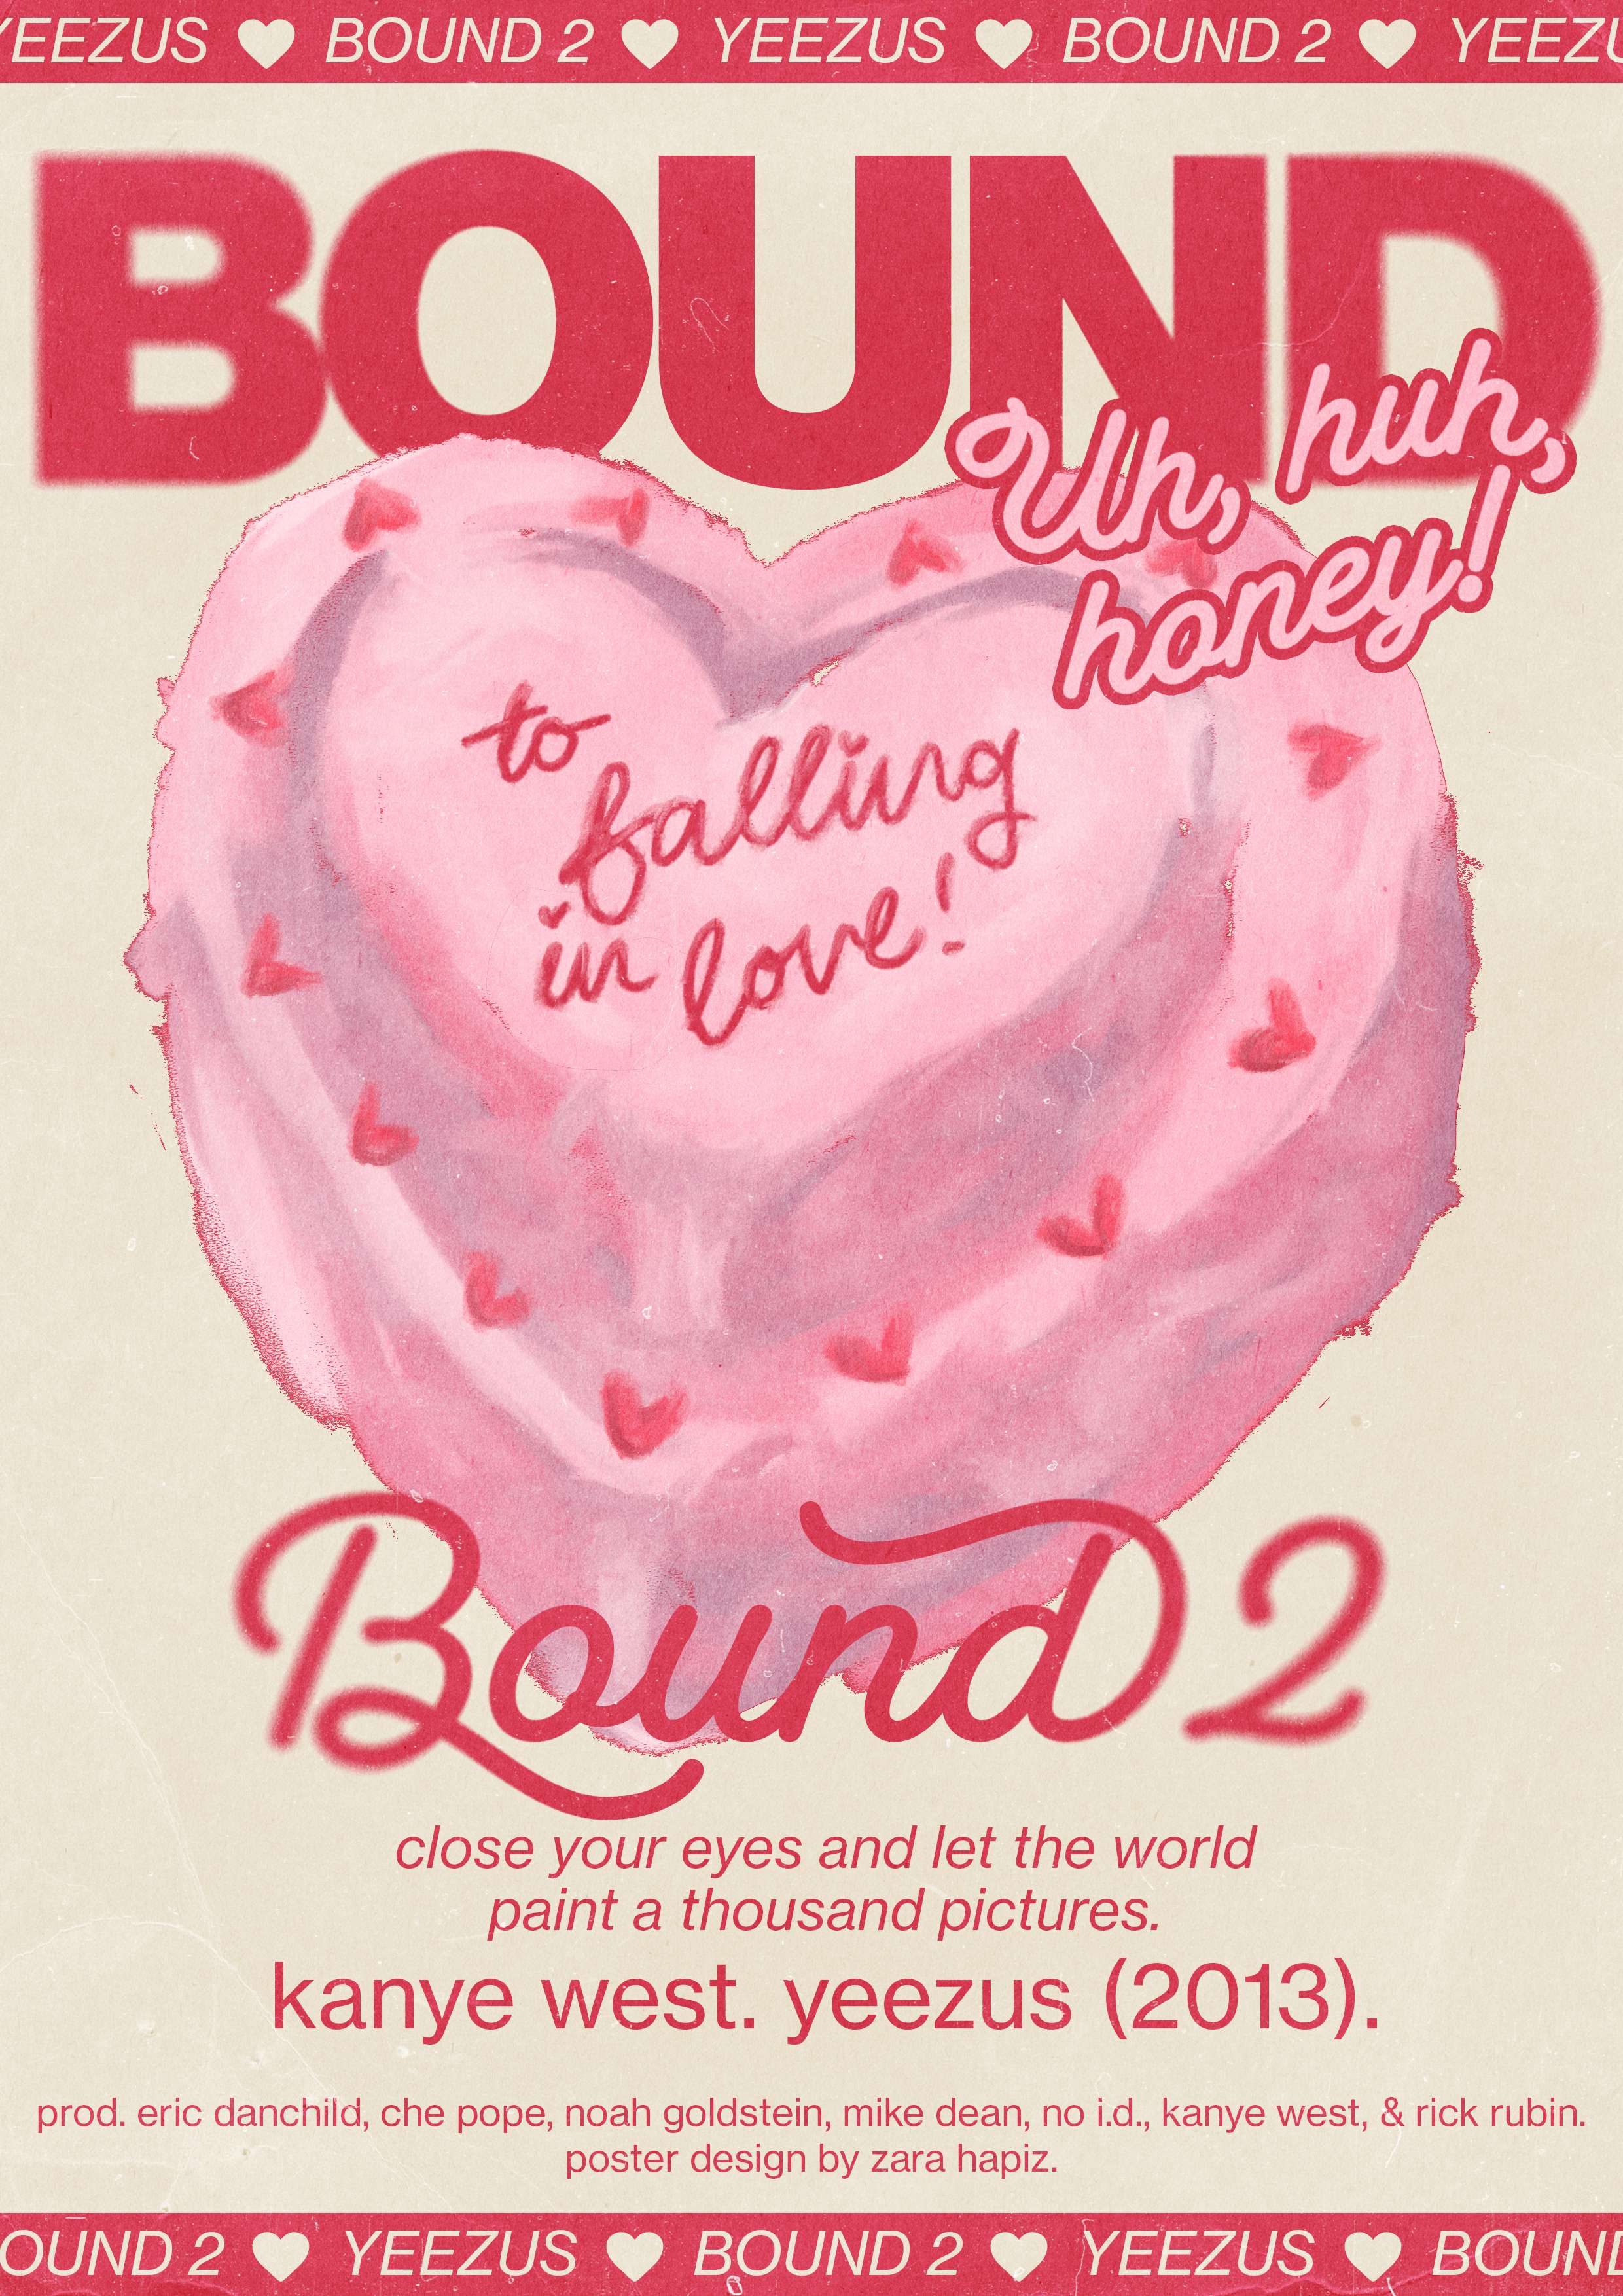 YEEZUS ♥ BOUND 2 ♥ YEEZUS ♥ BOUND 2 ♥ YEEZU
BOUND
Uh, huh,
honey!
to
falling
in love!
Bound 2
close your eyes and let the world
paint a thousand pictures.
kanye west. yeezus (2013).
prod. eric danchild, che pope, noah goldstein, mike dean, no i.d., kanye west, & rick rubin.
poster design by zara hapiz.
OUND 2 ♥ YEEZUS ♥ BOUND 2 ♥ YEEZUS ♥ BOUND